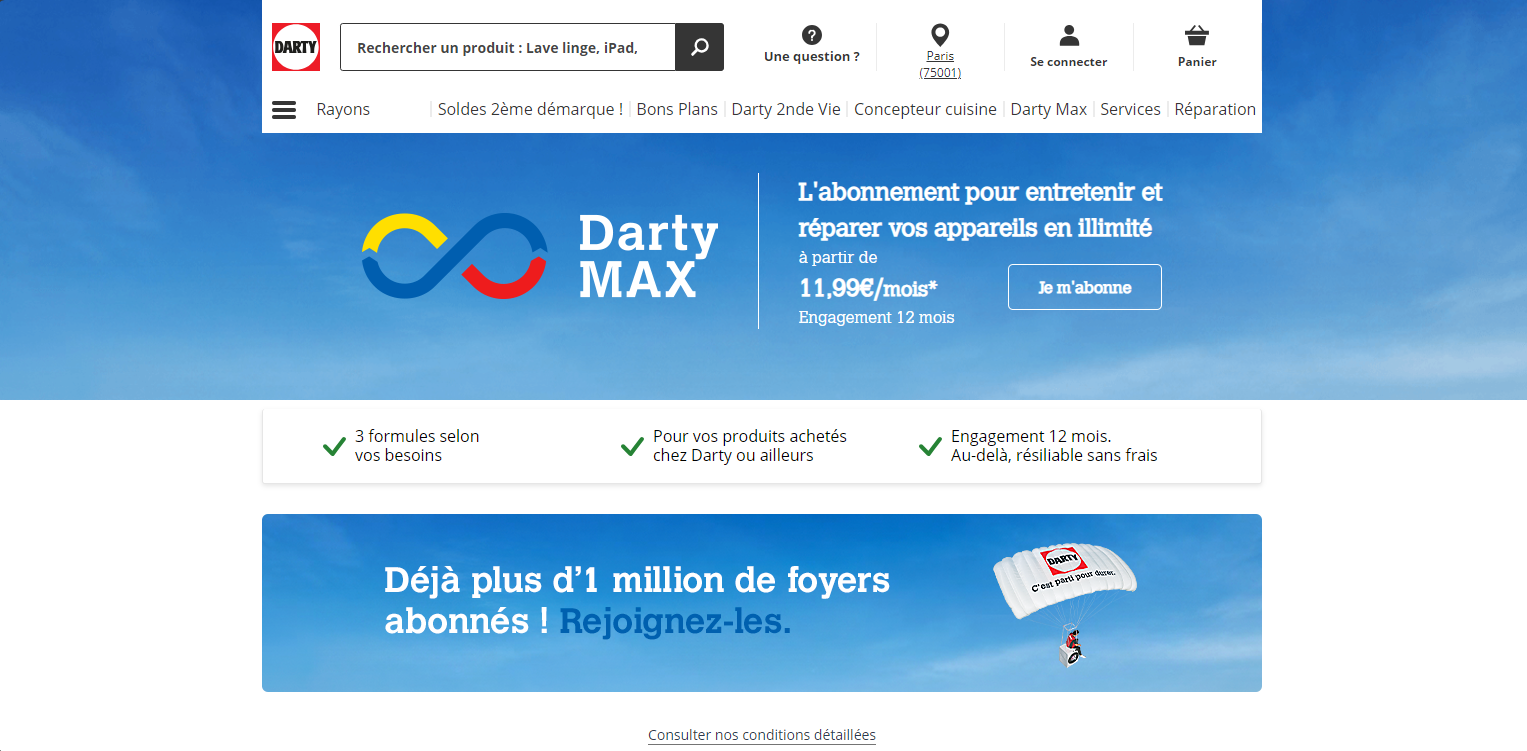 DARTY
Rechercher un produit : Lave linge, iPad,
Une question ?
Paris
(75001)
Se connecter
Panier
Rayons
Soldes 2ème démarque !
Bons Plans
Darty 2nde Vie
Concepteur cuisine
Darty Max
Services
Réparation
Darty
MAX
L'abonnement pour entretenir et
réparer vos appareils en illimité
à partir de
11,99€/mois*
Engagement 12 mois
Je m'abonne
3 formules selon
vos besoins
Pour vos produits achetés
chez Darty ou ailleurs
Engagement 12 mois.
Au-delà, résiliable sans frais
Déjà plus d’1 million de foyers
abonnés ! Rejoignez-les.
DARTY
C'est parti pour durer.
Consulter nos conditions détaillées